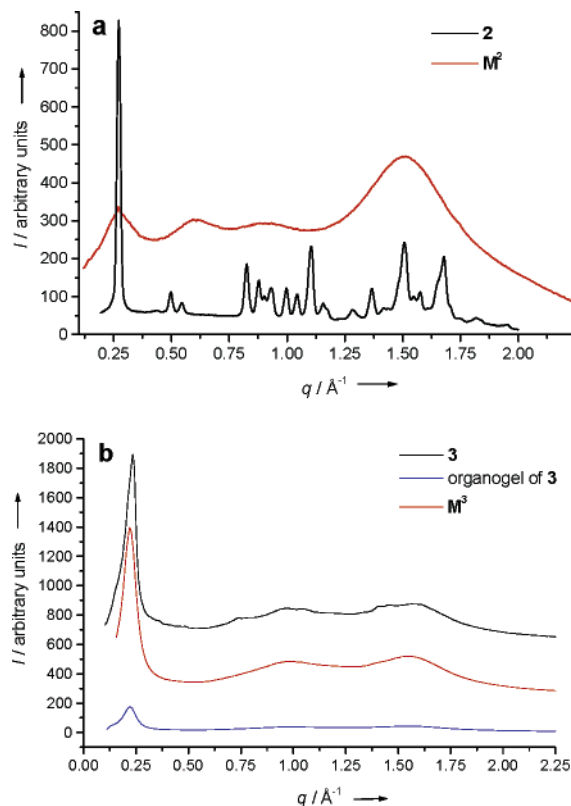 a
2
M²
I / arbitrary units
800
700
600
500
400
300
200
100
0
0.25 0.50 0.75 1.00 1.25 1.50 1.75 2.00
q / Å⁻¹
b
3
organogel of 3
M³
I / arbitrary units
2000
1800
1600
1400
1200
1000
800
600
400
200
0
0.00 0.25 0.50 0.75 1.00 1.25 1.50 1.75 2.00 2.25
q / Å⁻¹